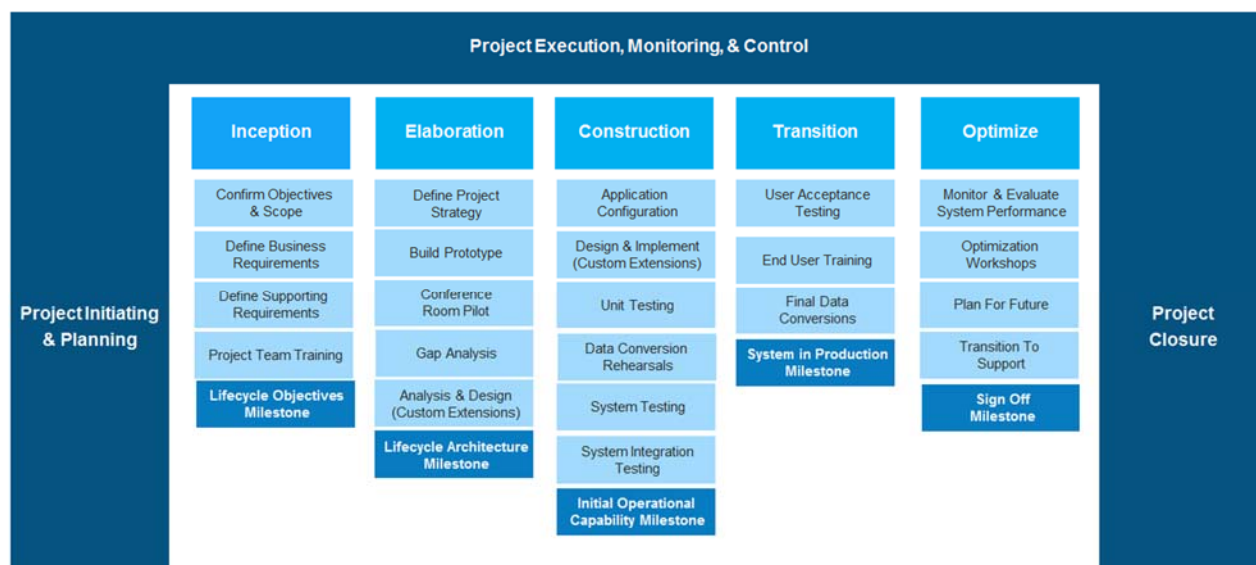 Project Execution, Monitoring, & Control
Project Initiating
& Planning
Inception
Confirm Objectives
& Scope
Define Business
Requirements
Define Supporting
Requirements
Project Team Training
Lifecycle Objectives
Milestone
Elaboration
Define Project
Strategy
Build Prototype
Conference
Room Pilot
Gap Analysis
Analysis & Design
(Custom Extensions)
Lifecycle Architecture
Milestone
Construction
Application
Configuration
Design & Implement
(Custom Extensions)
Unit Testing
Data Conversion
Rehearsals
System Testing
System Integration
Testing
Initial Operational
Capability Milestone
Transition
User Acceptance
Testing
End User Training
Final Data
Conversions
System in Production
Milestone
Optimize
Monitor & Evaluate
System Performance
Optimization
Workshops
Plan For Future
Transition To
Support
Sign Off
Milestone
Project
Closure